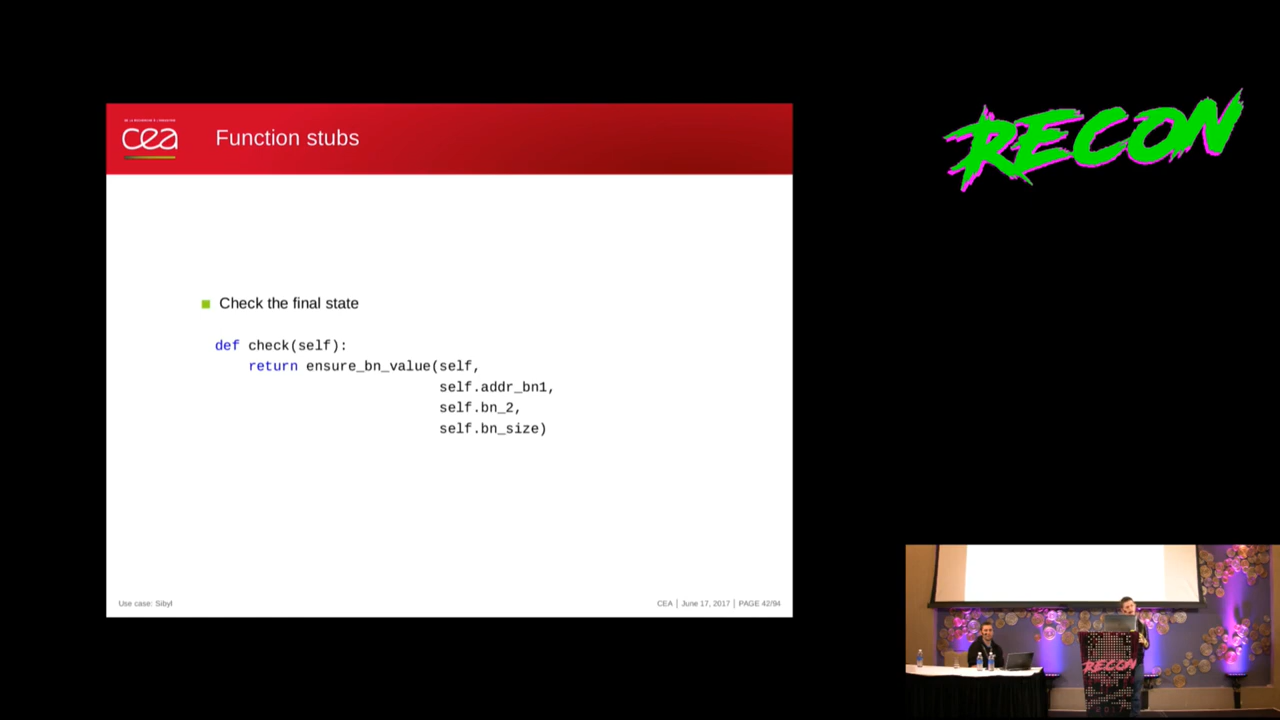 cea
Function stubs
RECON
Check the final state
def check(self):
return ensure_bn_value(self,
self.addr_bn1,
self.bn_2,
self.bn_size)
Use case: Sibyl
CEA | June 17, 2017 | PAGE 42/94
RECON